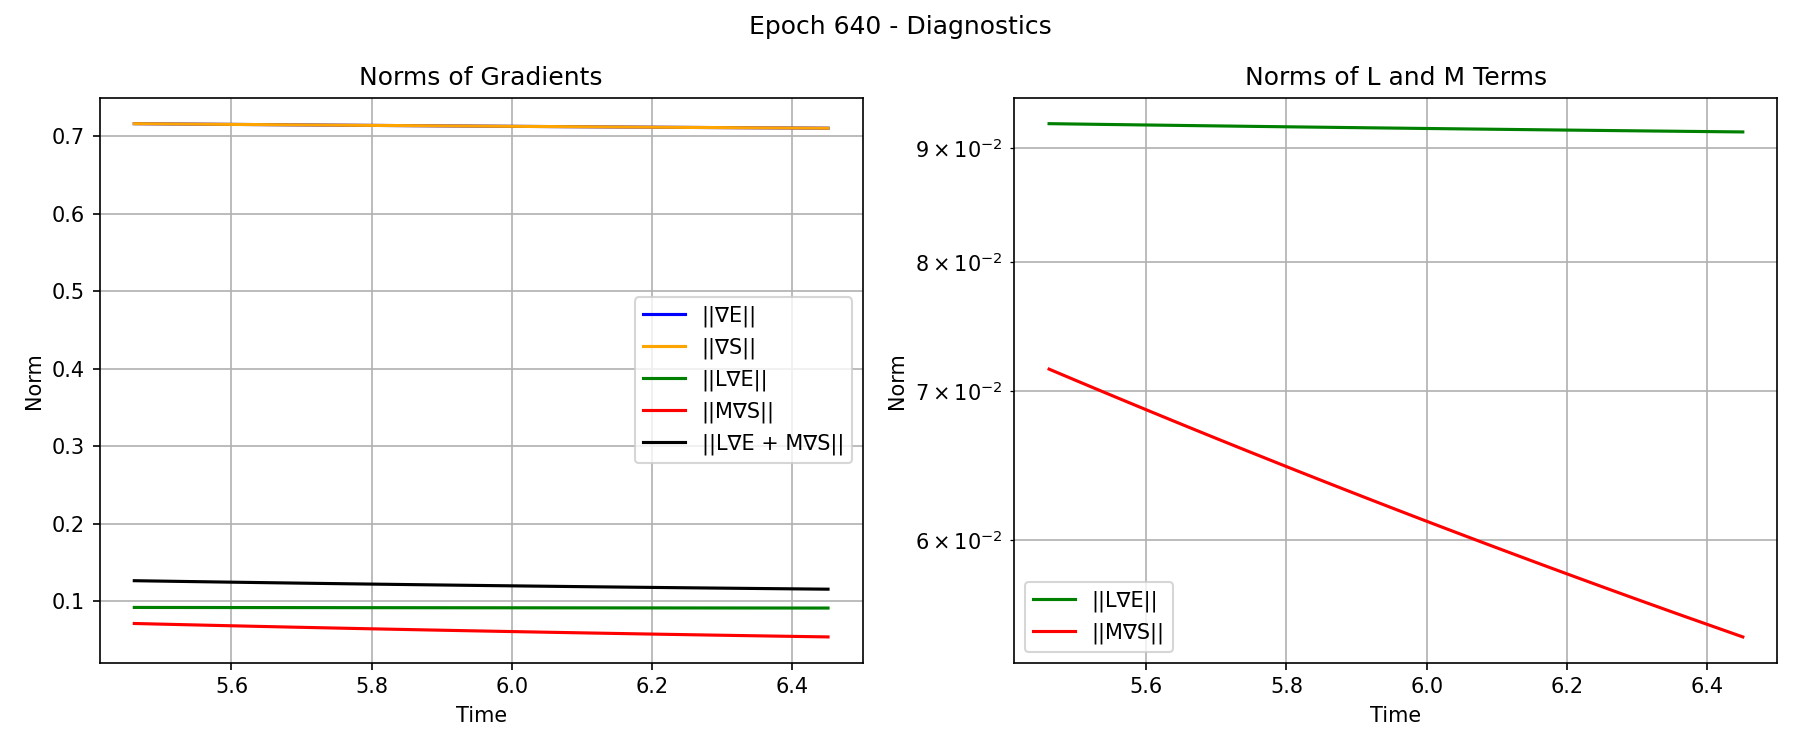 Epoch 640 - Diagnostics
Norms of Gradients
Norm
0.7
0.6
0.5
0.4
0.3
0.2
0.1
||∇E||
||∇S||
||L∇E||
||M∇S||
||L∇E + M∇S||
5.6 5.8 6.0 6.2 6.4
Time
Norms of L and M Terms
Norm
9 × 10⁻²
8 × 10⁻²
7 × 10⁻²
6 × 10⁻²
||L∇E||
||M∇S||
5.6 5.8 6.0 6.2 6.4
Time